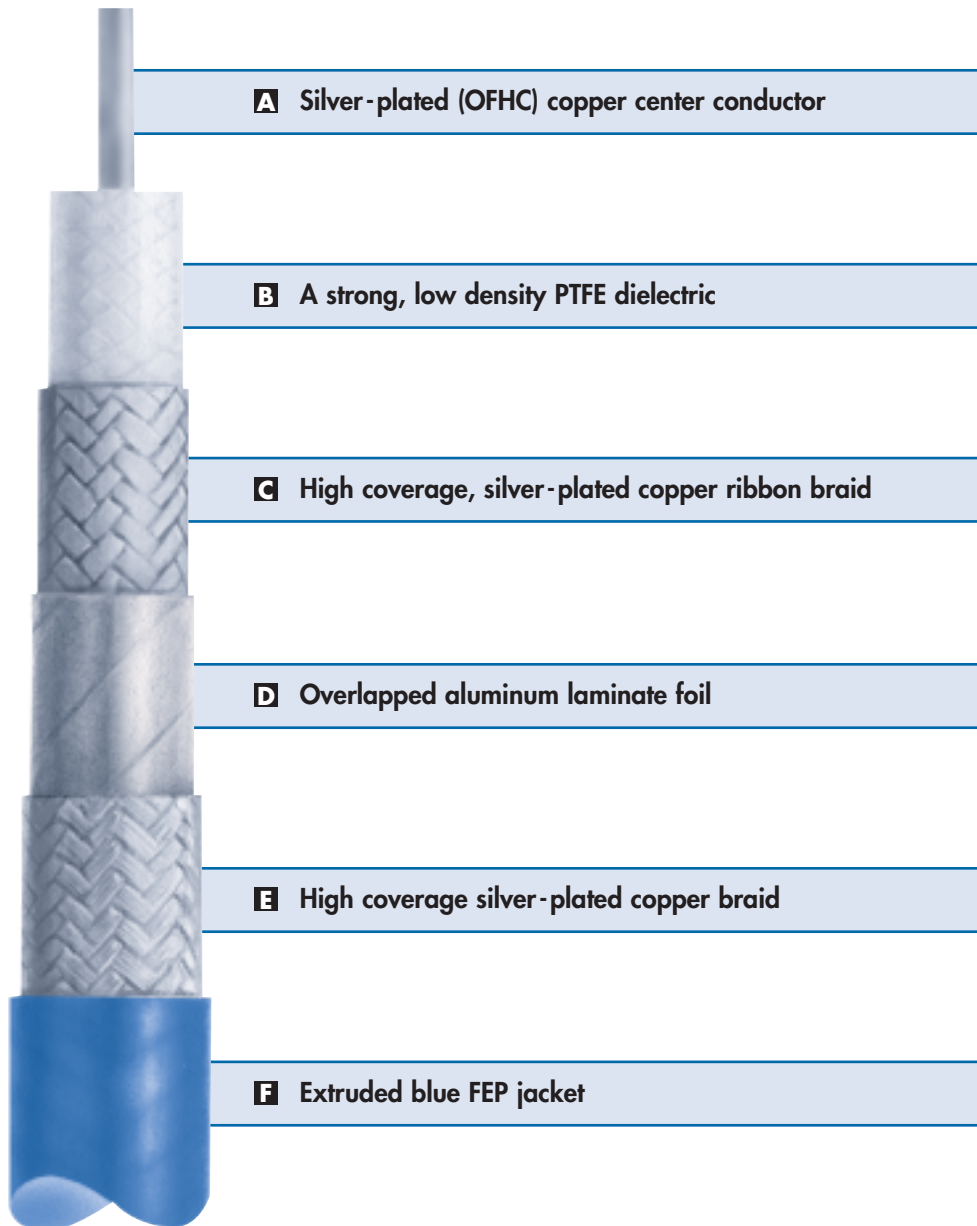 A Silver-plated (OFHC) copper center conductor
B A strong, low density PTFE dielectric
C High coverage, silver-plated copper ribbon braid
D Overlapped aluminum laminate foil
E High coverage silver-plated copper braid
F Extruded blue FEP jacket